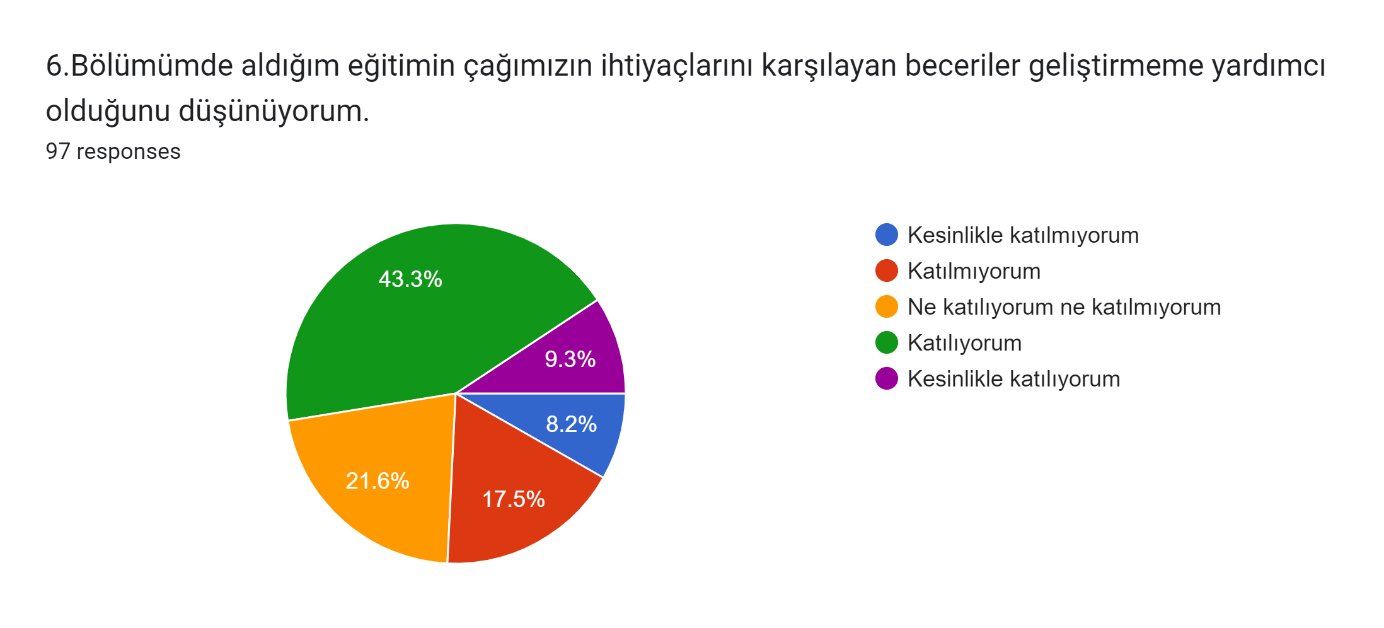 6.Bölümümde aldığım eğitimin çağımızın ihtiyaçlarını karşılayan beceriler geliştirmeme yardımcı
olduğunu düşünüyorum.
97 responses
43.3%
9.3%
8.2%
21.6%
17.5%
Kesinlikle katılmıyorum
Katılmıyorum
Ne katılıyorum ne katılmıyorum
Katılıyorum
Kesinlikle katılıyorum